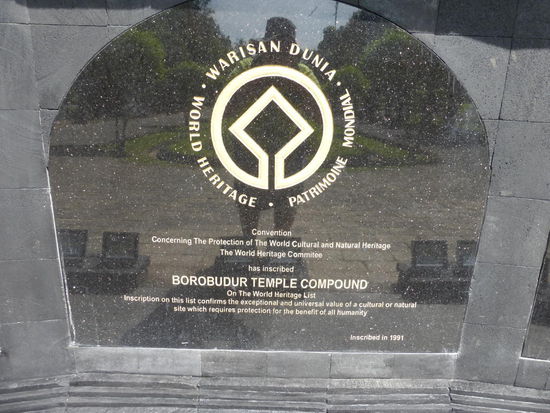 WARISAN DUNIA • PATRIMOINE MONDIAL • WORLD HERITAGE •
Convention
Concerning The Protection of The World Cultural and Natural Heritage
The World Heritage Commitee
has inscribed
BOROBUDUR TEMPLE COMPOUND
On The World Heritage List
Inscription on this list confirms the exceptional and universal value of a cultural or natural
site which requires protection for the benefit of all humanity
Inscribed in 1991